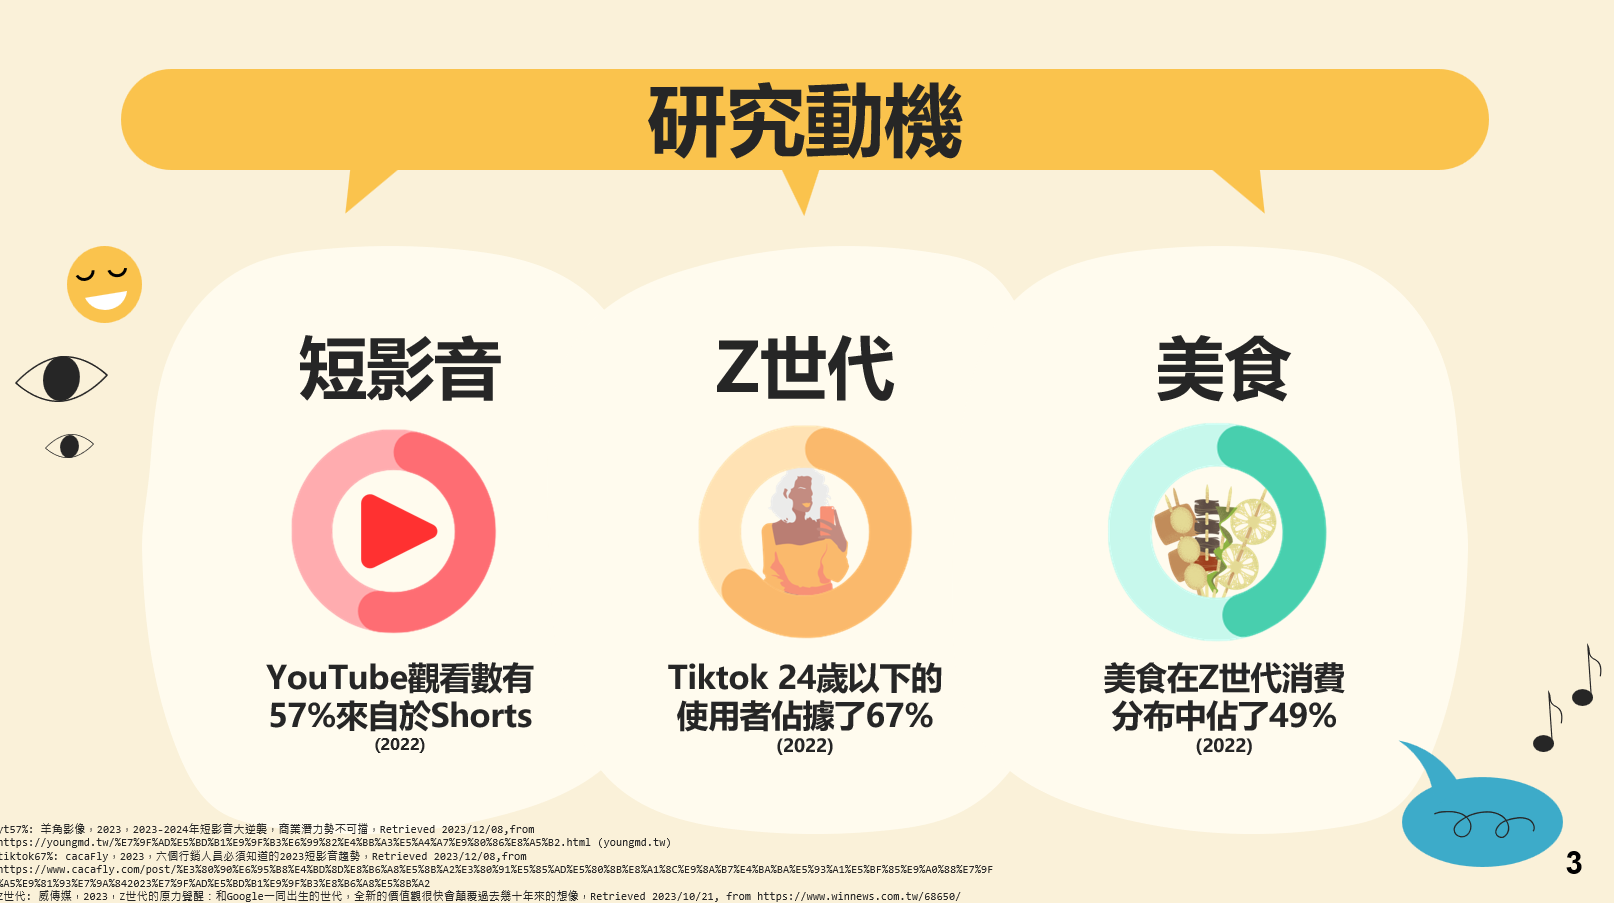 研究動機
短影音
Z世代
美食
YouTube觀看數有
57%來自於Shorts
(2022)
Tiktok 24歲以下的
使用者佔據了67%
(2022)
美食在Z世代消費
分布中佔了49%
(2022)
yt57%: 羊角影像，2023，2023-2024年短影音大逆襲，商業潛力勢不可擋，Retrieved 2023/12/08,from
https://youngmd.tw/%E7%9F%AD%E5%BD%B1%E9%9F%B3%E6%99%82%E4%BB%A3%E5%A4%A7%E9%80%86%E8%A5%B2.html (youngmd.tw)
tiktok67%: cacaFly，2023，六個行銷人員必須知道的2023短影音趨勢，Retrieved 2023/12/08,from
https://www.cacafly.com/post/%E3%80%90%E6%95%B8%E4%BD%8D%E8%B6%A8%E5%8B%A2%E3%80%91%E5%85%AD%E5%80%8B%E8%A1%8C%E9%8A%B7%E4%BA%BA%E5%93%A1%E5%BF%85%E9%A0%88%E7%9F
%A5%E9%81%93%E7%9A%842023%E7%9F%AD%E5%BD%B1%E9%9F%B3%E8%B6%A8%E5%8B%A2
Z世代: 威傳媒，2023，Z世代的原力覺醒：和Google一同出生的世代，全新的價值觀很快會顛覆過去幾十年來的想像，Retrieved 2023/10/21, from https://www.winnews.com.tw/68650/
3